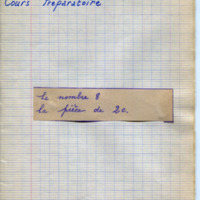 Cours Préparatoire
le nombre 8
la pièce de 2c.